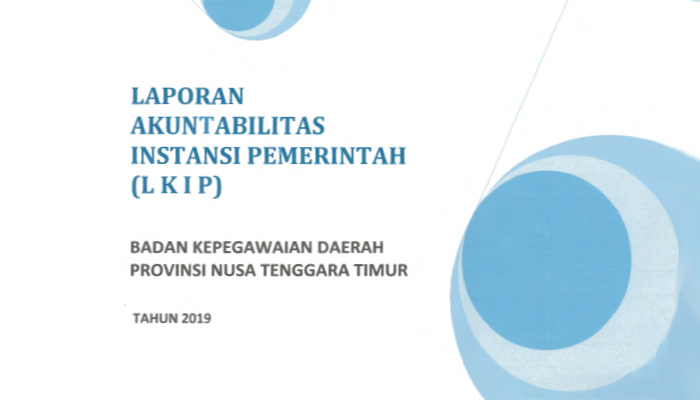 LAPORAN
AKUNTABILITAS
INSTANSI PEMERINTAH
(L K I P)
BADAN KEPEGAWAIAN DAERAH
PROVINSI NUSA TENGGARA TIMUR
TAHUN 2019